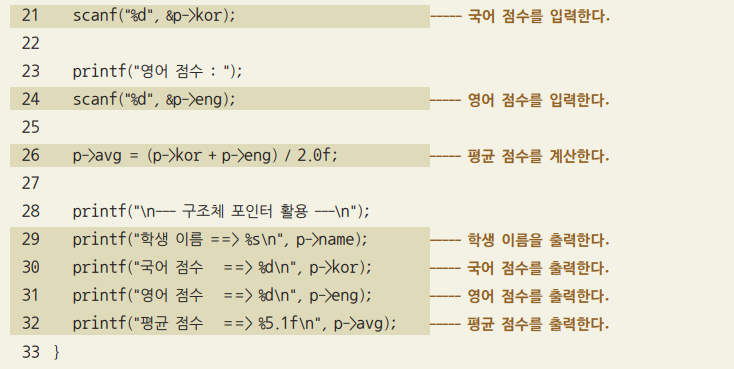 21 scanf("%d", &p->kor); ----- 국어 점수를 입력한다.
22
23 printf("영어 점수 : ");
24 scanf("%d", &p->eng); ----- 영어 점수를 입력한다.
25
26 p->avg = (p->kor + p->eng) / 2.0f; ----- 평균 점수를 계산한다.
27
28 printf("\n--- 구조체 포인터 활용 ---\n");
29 printf("학생 이름 ==> %s\n", p->name); ----- 학생 이름을 출력한다.
30 printf("국어 점수 ==> %d\n", p->kor); ----- 국어 점수를 출력한다.
31 printf("영어 점수 ==> %d\n", p->eng); ----- 영어 점수를 출력한다.
32 printf("평균 점수 ==> %5.1f\n", p->avg); ----- 평균 점수를 출력한다.
33 }